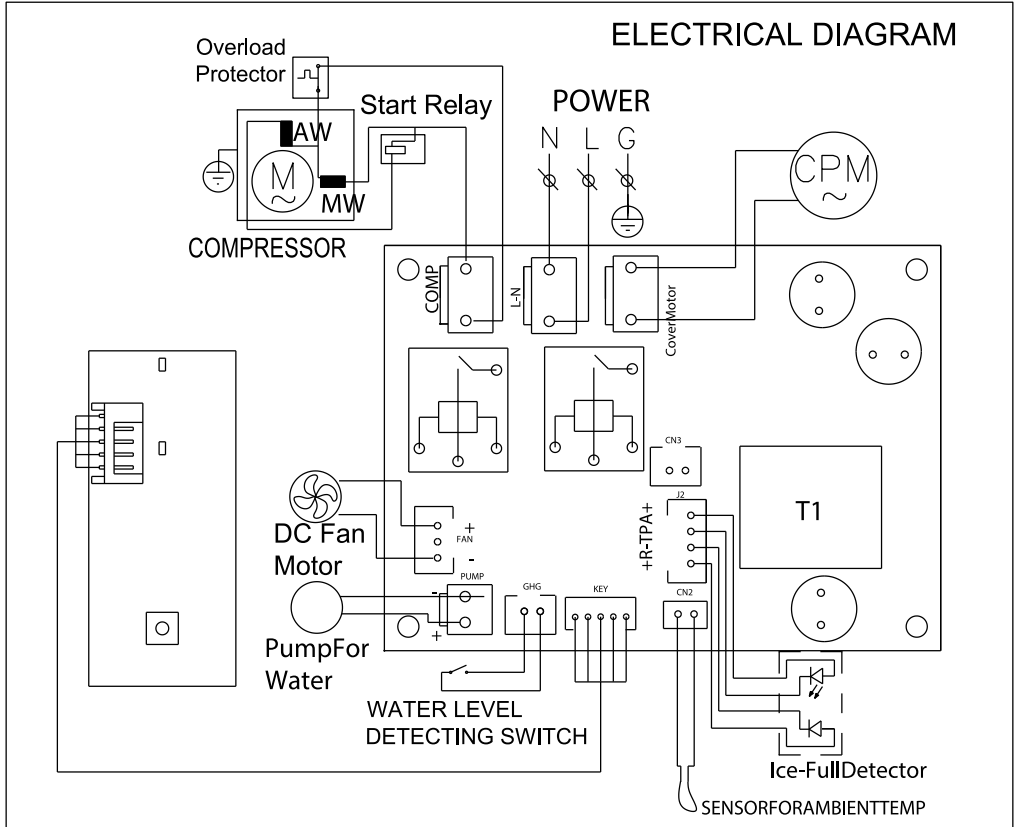 ELECTRICAL DIAGRAM
Overload
Protector
Start Relay
POWER
N L G
AW
M
MW
CPM
COMPRESSOR
COMP
L-N
CoverMotor
CN3
J2
T1
+R-TPA+
DC Fan
Motor
+
FAN
-
PUMP
-
+
GHG
KEY
CN2
PumpFor
Water
WATER LEVEL
DETECTING SWITCH
Ice-FullDetector
SENSORFORAMBIENTTEMP